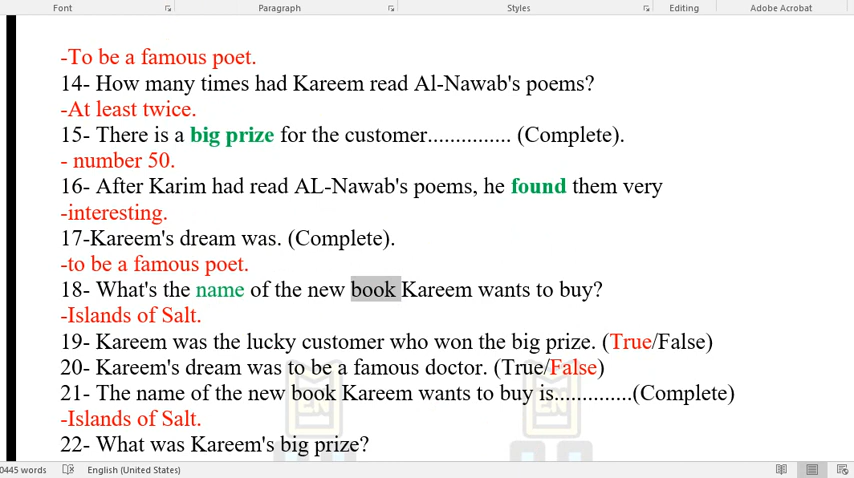 Font Paragraph Styles Editing Adobe Acrobat
-To be a famous poet.
14- How many times had Kareem read Al-Nawab's poems?
-At least twice.
15- There is a big prize for the customer............... (Complete).
- number 50.
16- After Karim had read AL-Nawab's poems, he found them very
-interesting.
17-Kareem's dream was. (Complete).
-to be a famous poet.
18- What's the name of the new book Kareem wants to buy?
-Islands of Salt.
19- Kareem was the lucky customer who won the big prize. (True/False)
20- Kareem's dream was to be a famous doctor. (True/False)
21- The name of the new book Kareem wants to buy is..............(Complete)
-Islands of Salt.
22- What was Kareem's big prize?
EN EN
0445 words English (United States)